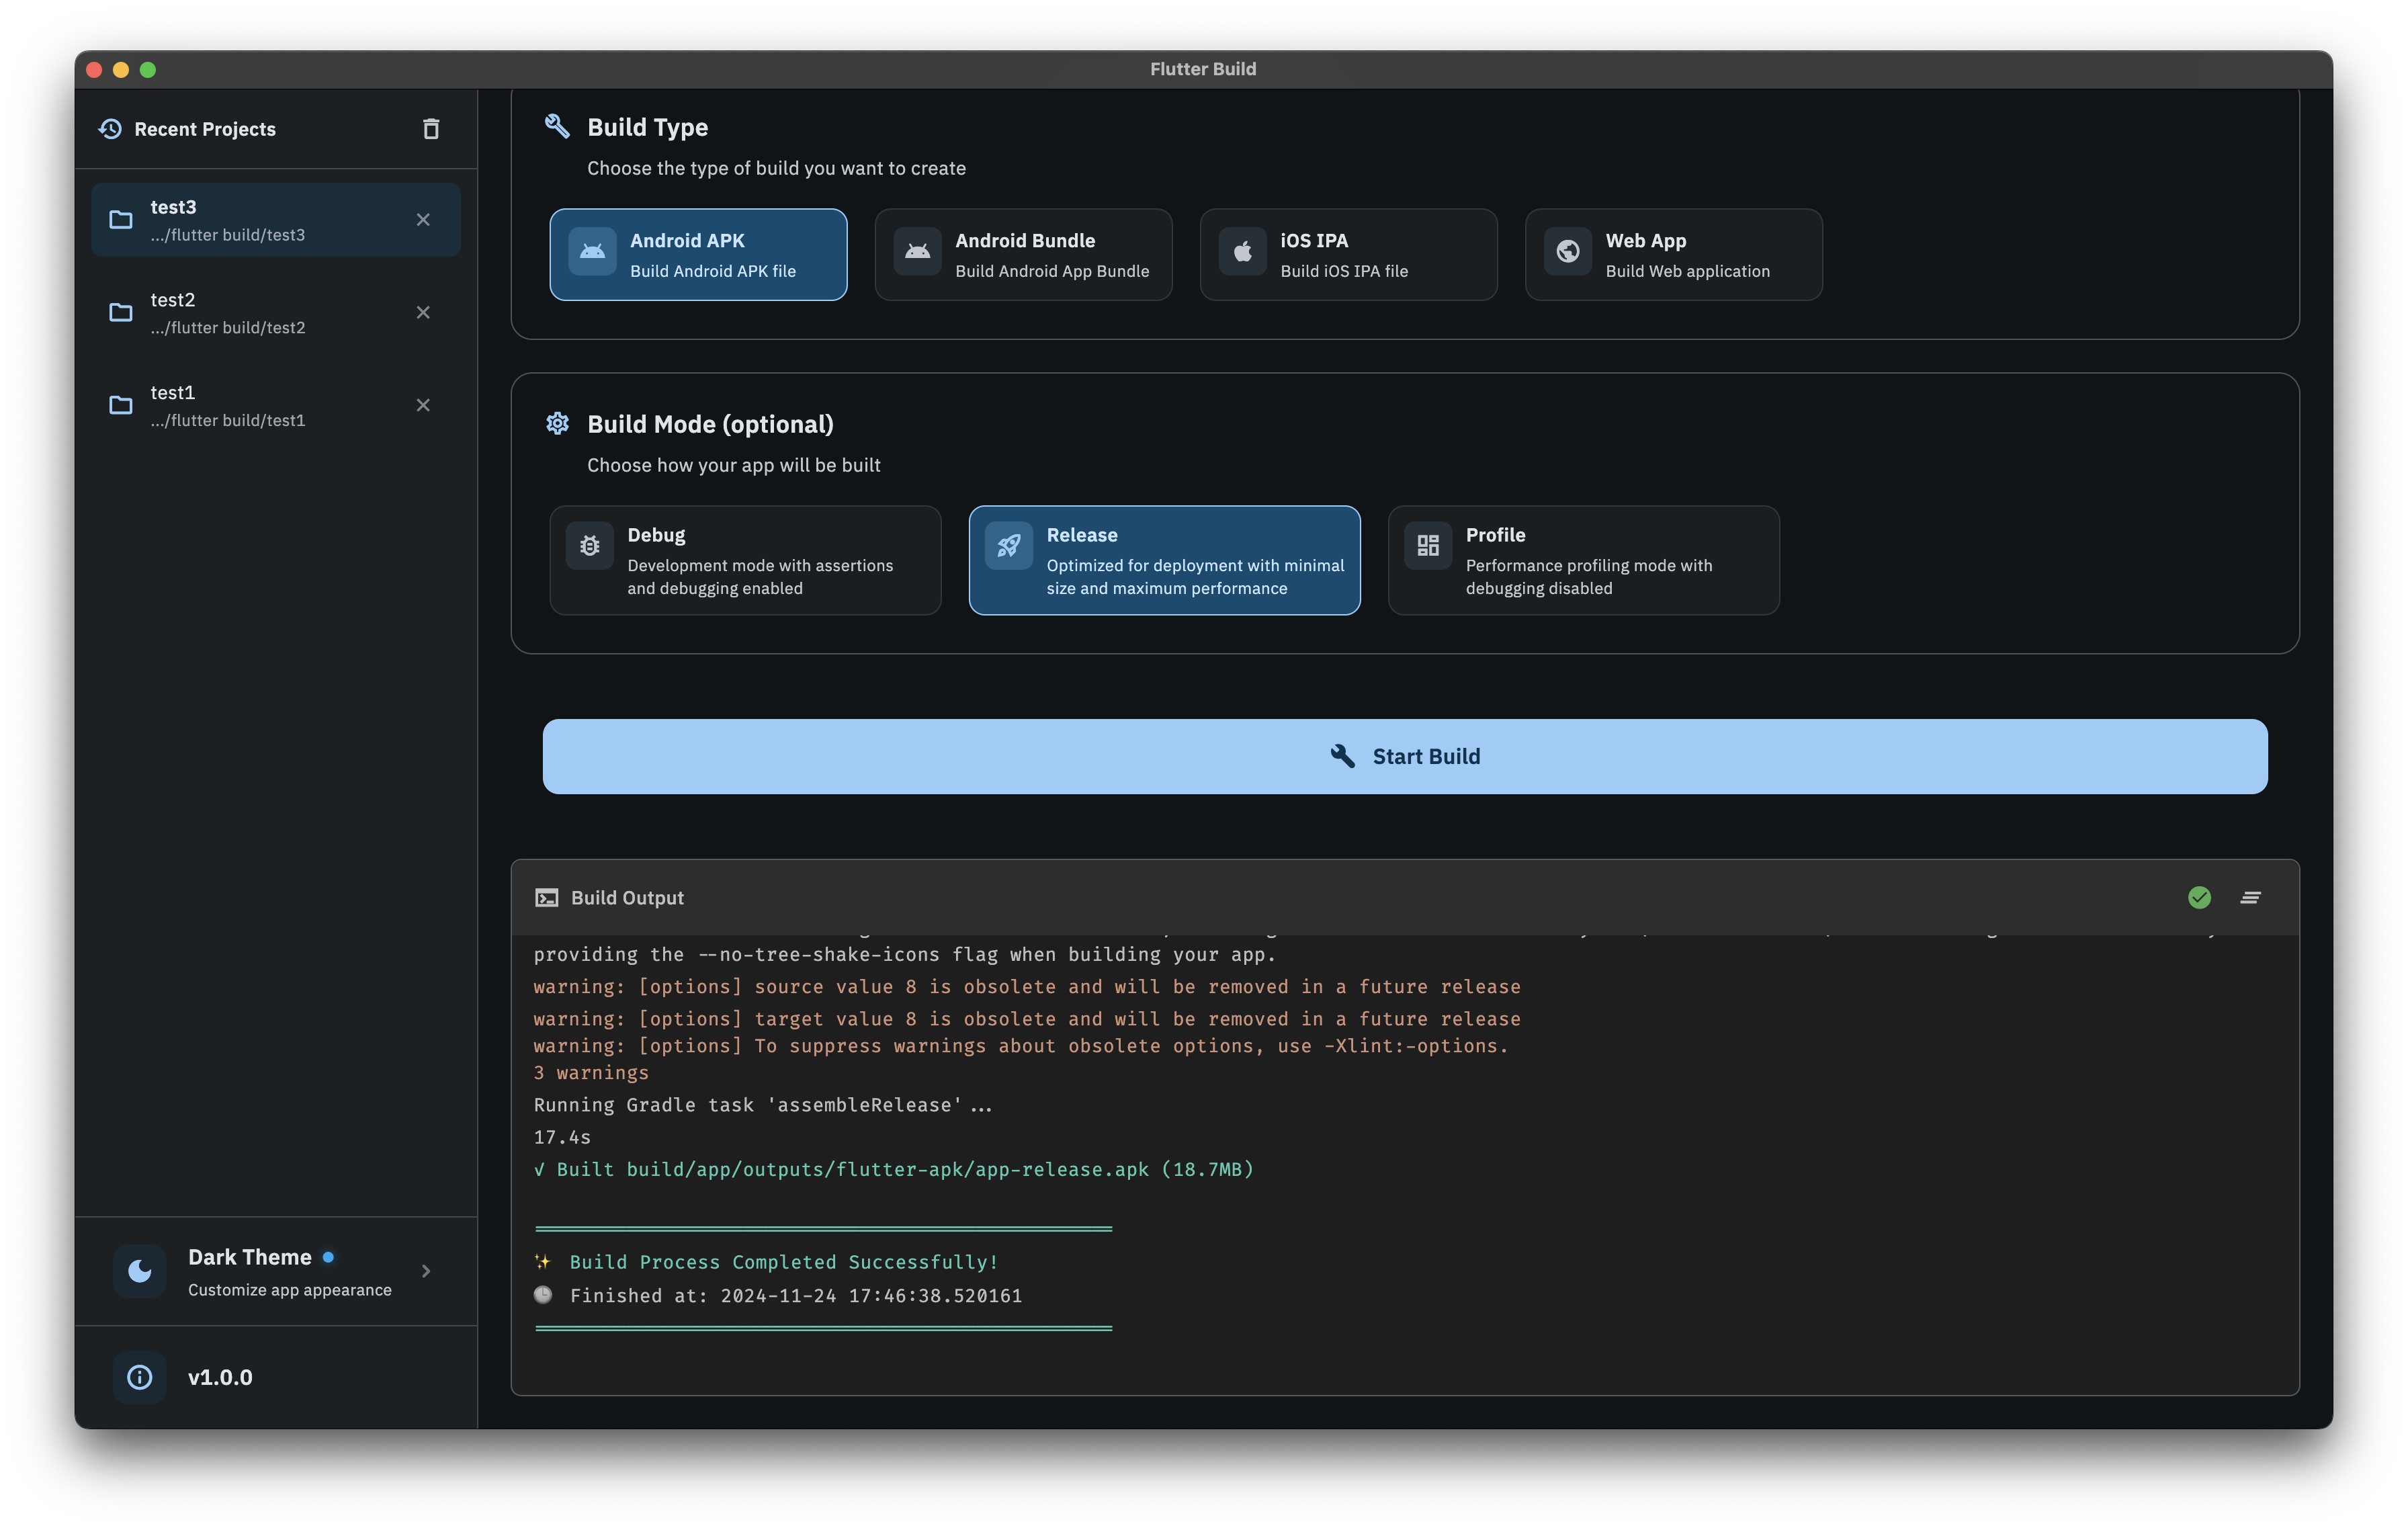 Flutter Build
Recent Projects
test3
.../flutter build/test3
test2
.../flutter build/test2
test1
.../flutter build/test1
Dark Theme
Customize app appearance
v1.0.0
Build Type
Choose the type of build you want to create
Android APK
Build Android APK file
Android Bundle
Build Android App Bundle
iOS IPA
Build iOS IPA file
Web App
Build Web application
Build Mode (optional)
Choose how your app will be built
Debug
Development mode with assertions
and debugging enabled
Release
Optimized for deployment with minimal
size and maximum performance
Profile
Performance profiling mode with
debugging disabled
Start Build
Build Output
providing the --no-tree-shake-icons flag when building your app.
warning: [options] source value 8 is obsolete and will be removed in a future release
warning: [options] target value 8 is obsolete and will be removed in a future release
warning: [options] To suppress warnings about obsolete options, use -Xlint:-options.
3 warnings
Running Gradle task 'assembleRelease'...
17.4s
√ Built build/app/outputs/flutter-apk/app-release.apk (18.7MB)
✨ Build Process Completed Successfully!
🕒 Finished at: 2024-11-24 17:46:38.520161